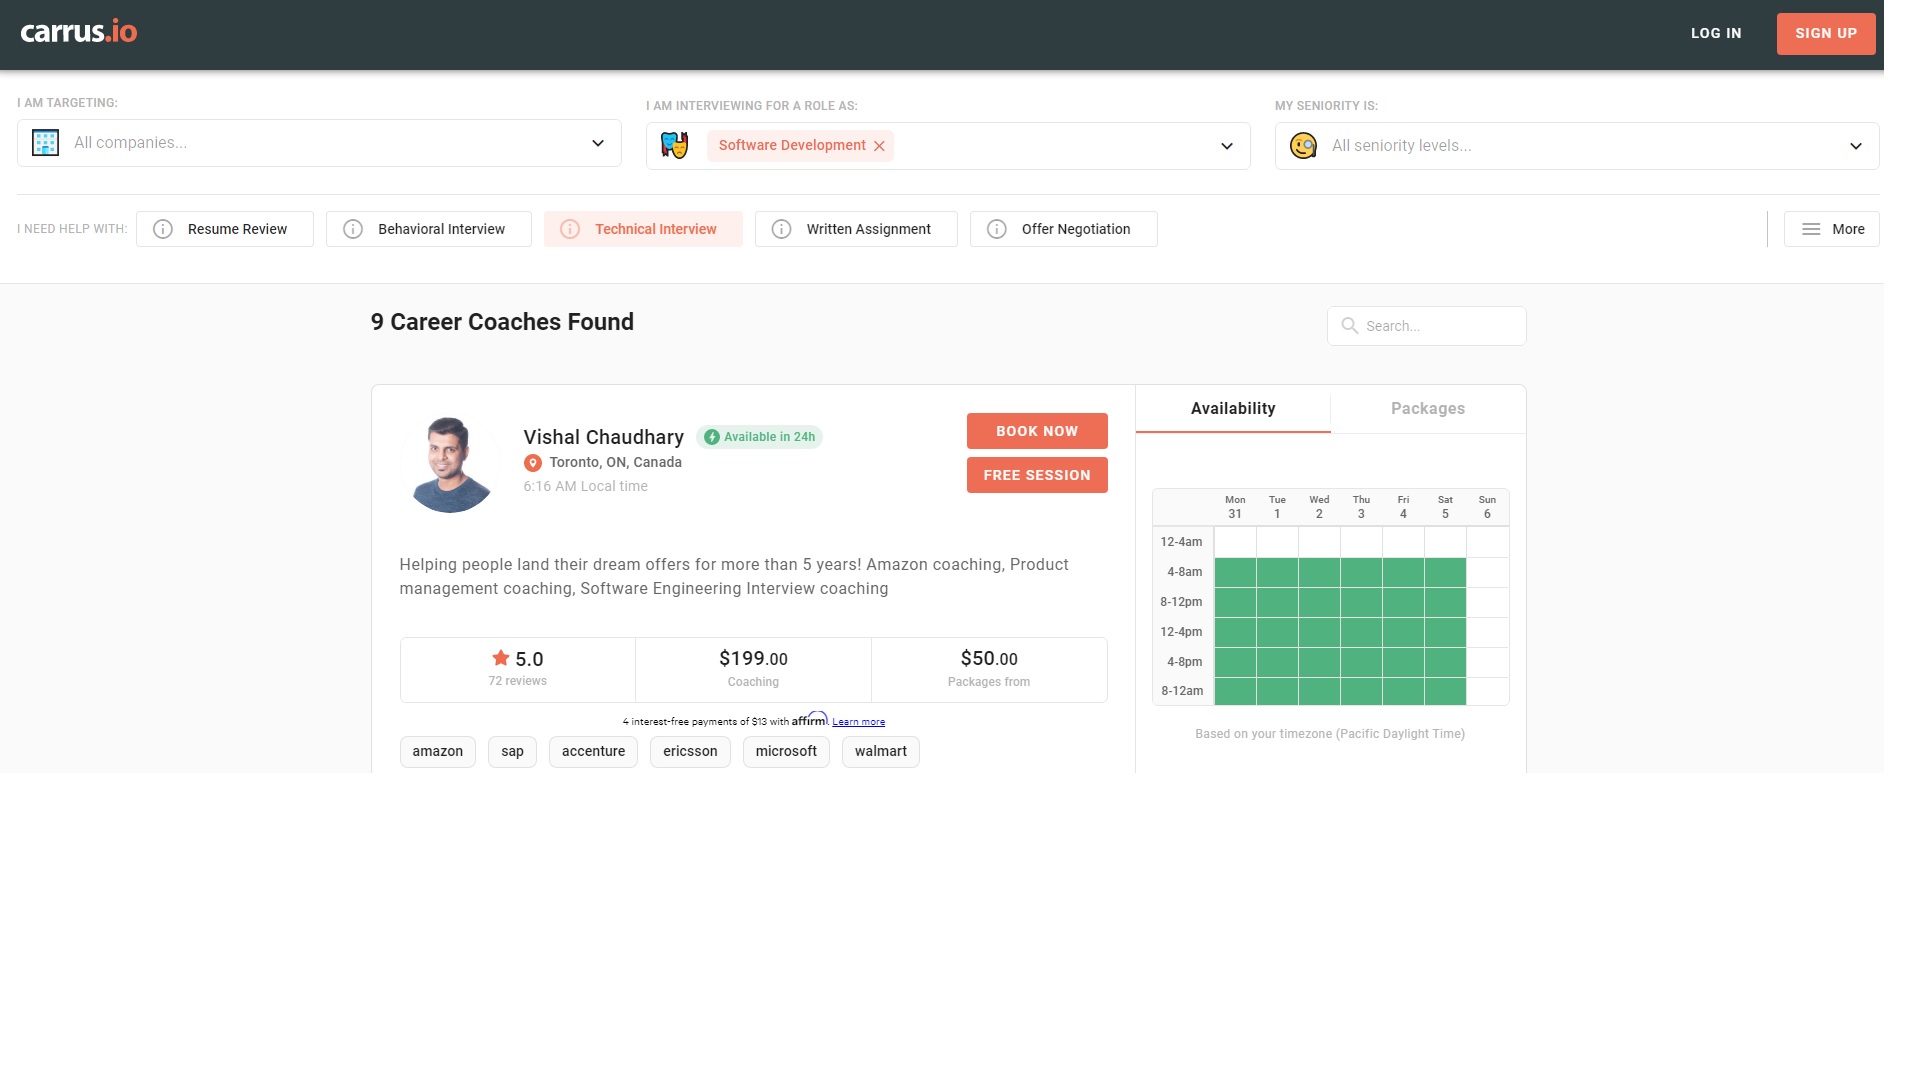 carrus.io
LOG IN
SIGN UP
I AM TARGETING:
All companies...
I AM INTERVIEWING FOR A ROLE AS:
Software Development
MY SENIORITY IS:
All seniority levels...
I NEED HELP WITH:
Resume Review
Behavioral Interview
Technical Interview
Written Assignment
Offer Negotiation
More
9 Career Coaches Found
Search...
Vishal Chaudhary
Available in 24h
Toronto, ON, Canada
6:16 AM Local time
BOOK NOW
FREE SESSION
Helping people land their dream offers for more than 5 years! Amazon coaching, Product
management coaching, Software Engineering Interview coaching
5.0
72 reviews
$199.00
Coaching
$50.00
Packages from
4 interest-free payments of $13 with affirm. Learn more
amazon
sap
accenture
ericsson
microsoft
walmart
Availability
Packages
Mon Tue Wed Thu Fri Sat Sun
31 1 2 3 4 5 6
12-4am
4-8am
8-12pm
12-4pm
4-8pm
8-12am
Based on your timezone (Pacific Daylight Time)